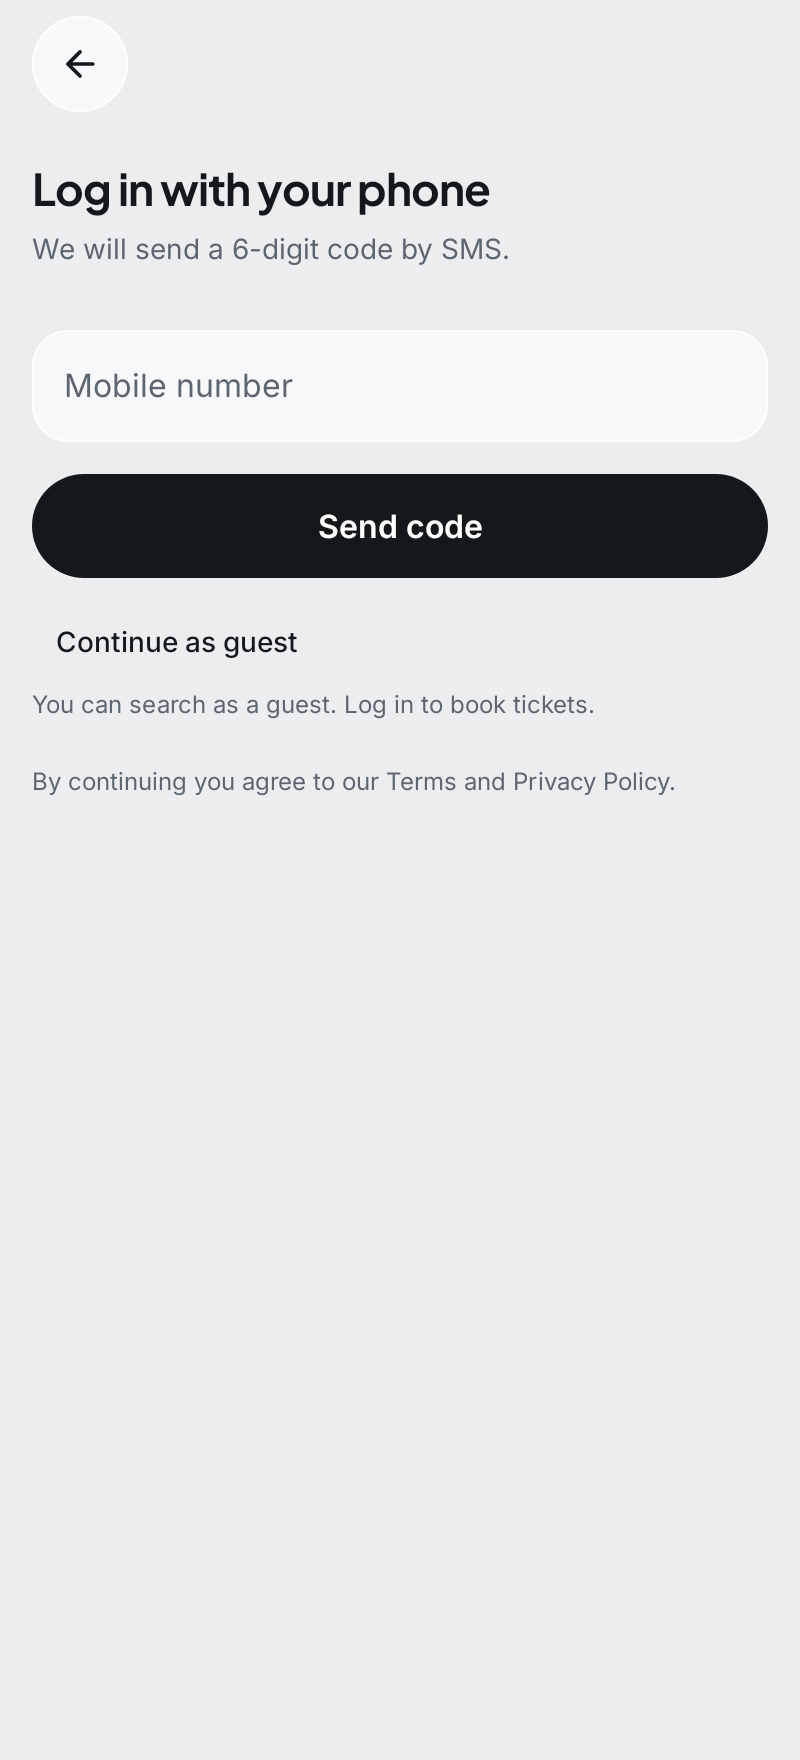 Log in with your phone
We will send a 6-digit code by SMS.
Mobile number
Send code
Continue as guest
You can search as a guest. Log in to book tickets.
By continuing you agree to our Terms and Privacy Policy.